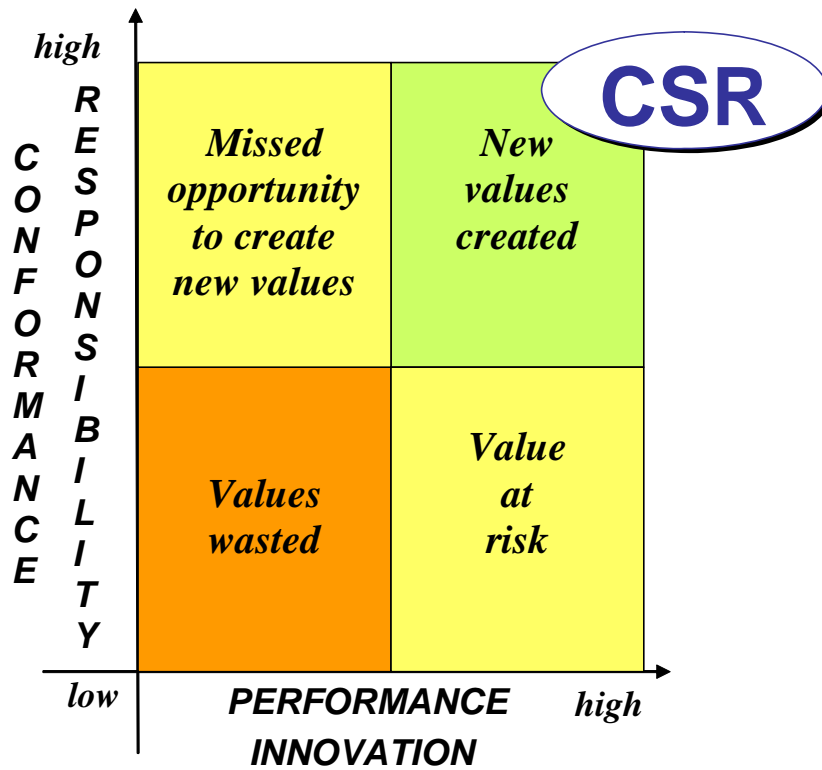 high
CSR
CONFORMANCE
RESPONSIBILITY
Missed
opportunity
to create
new values
New
values
created
Values
wasted
Value
at
risk
low
PERFORMANCE
high
INNOVATION